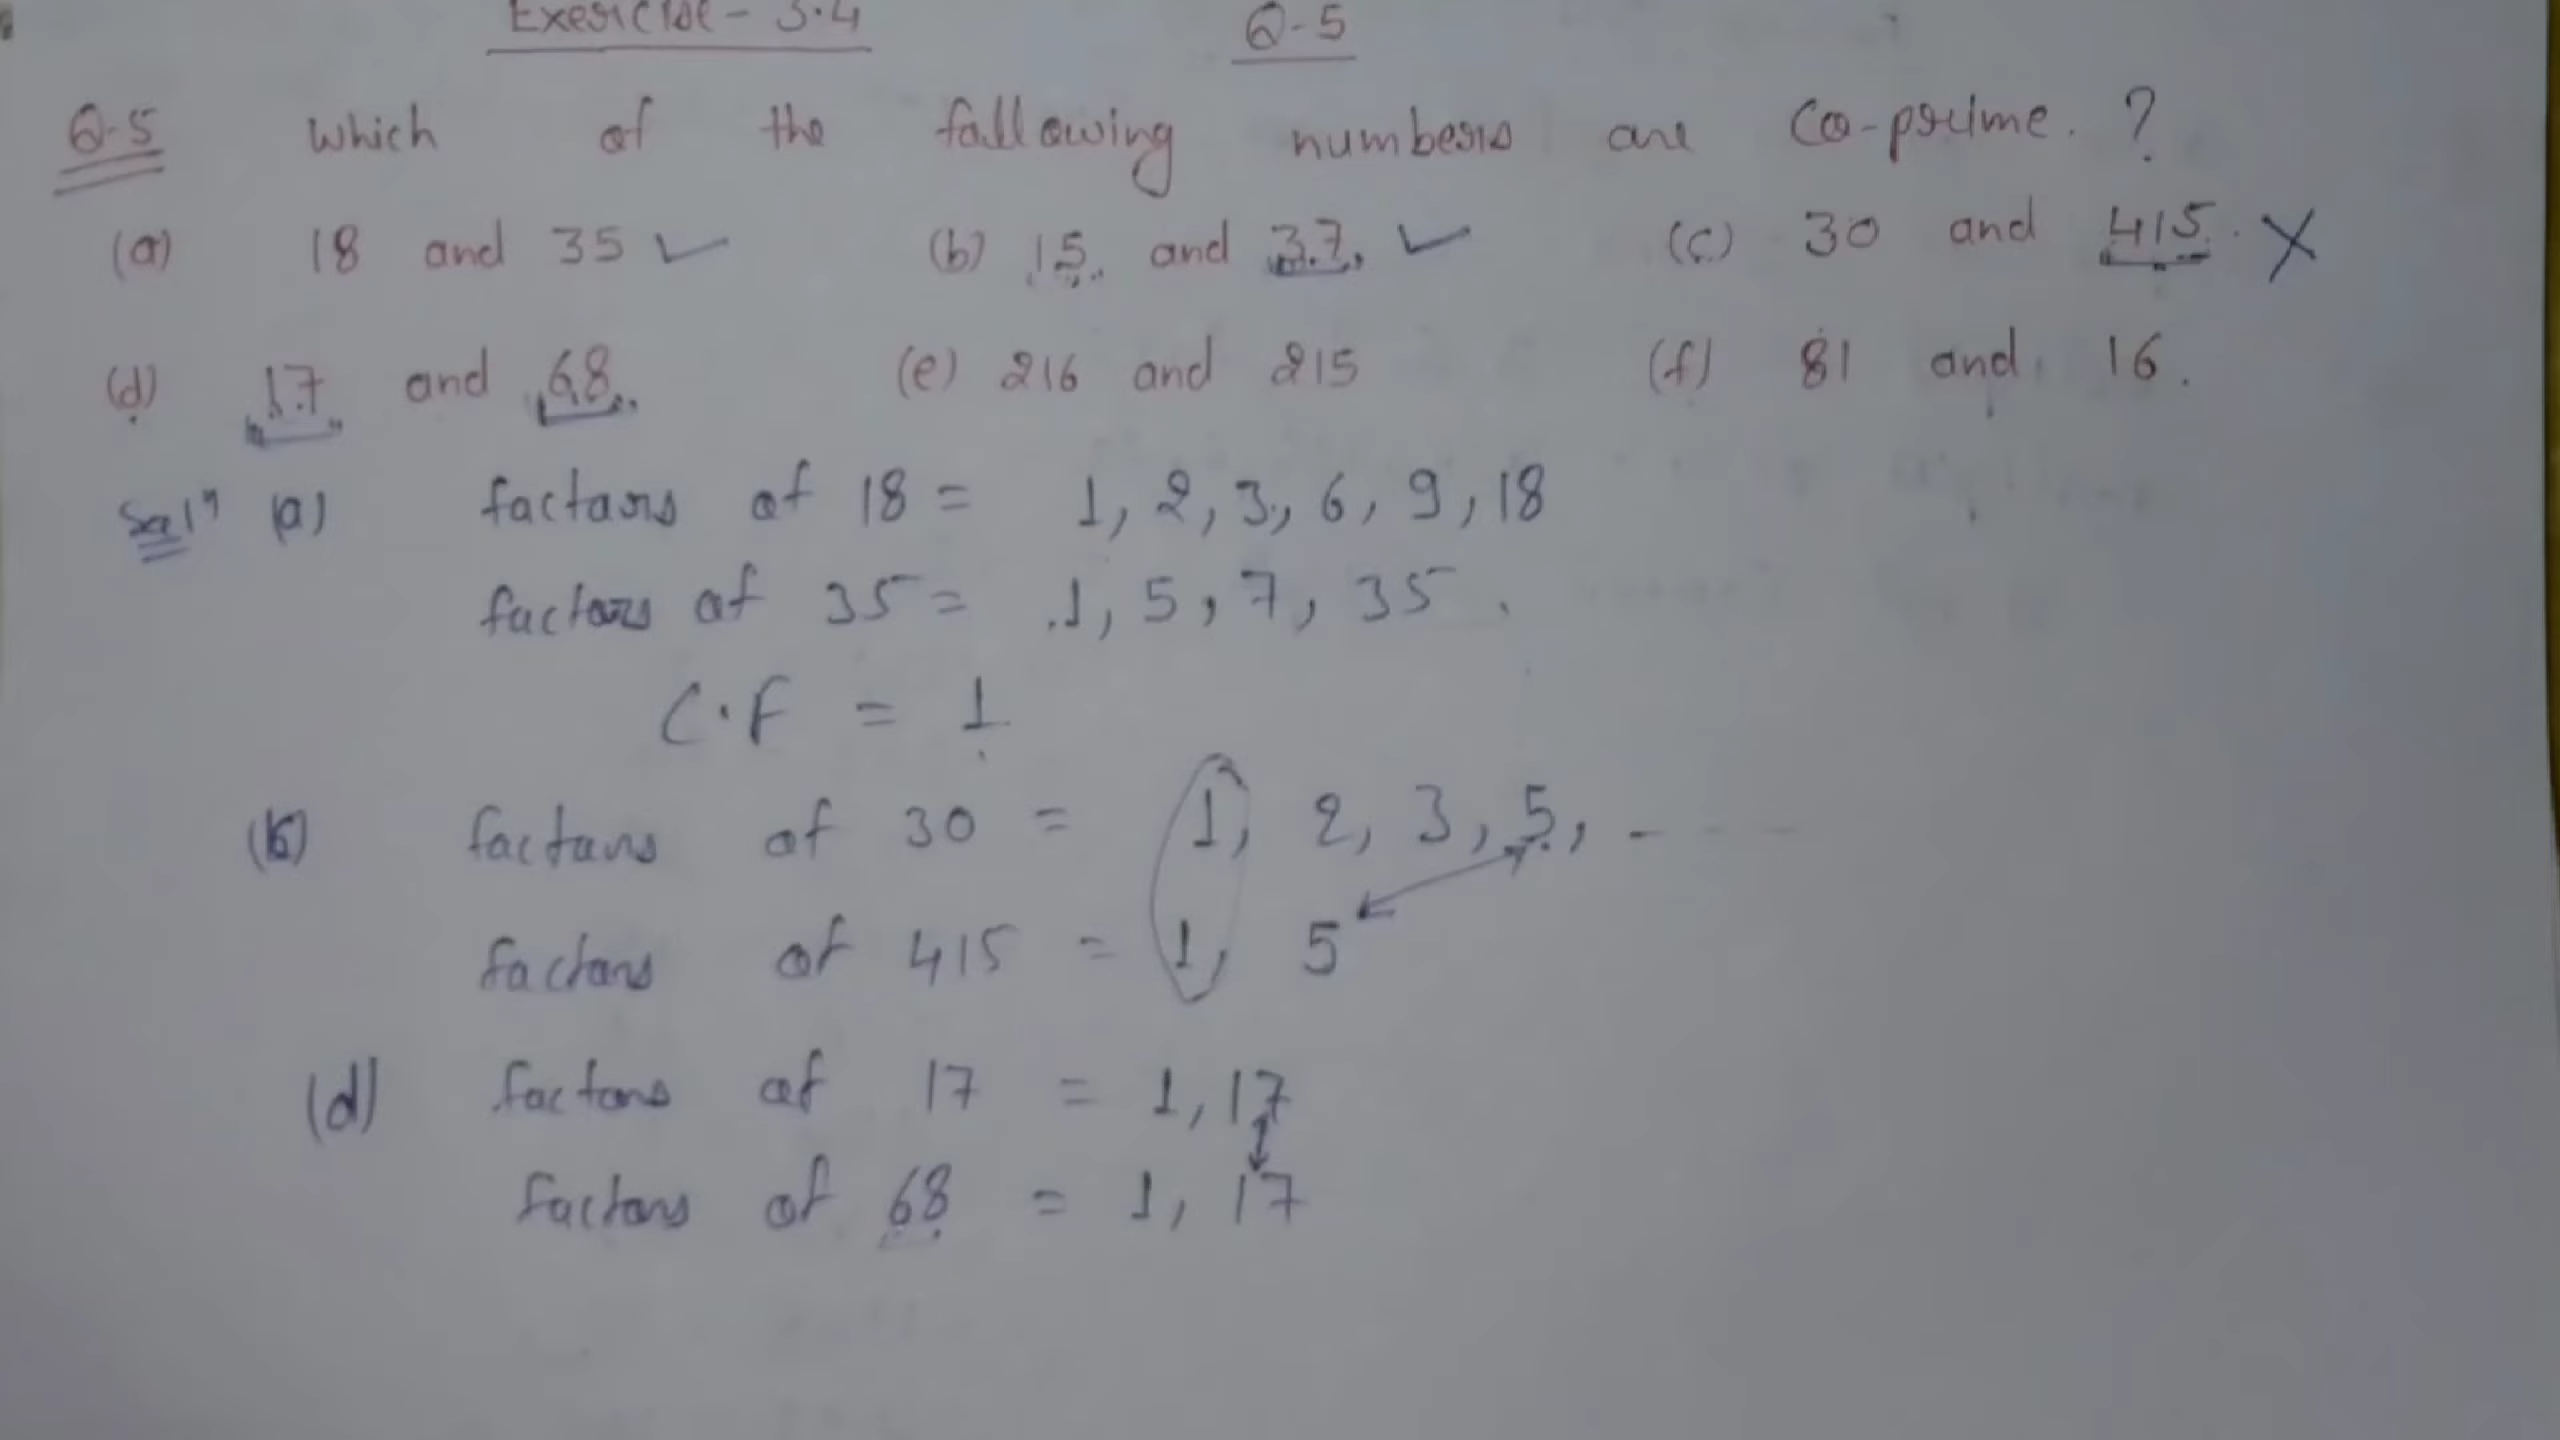 Exercise - 3.4 Q-5
Q-5 Which of the following numbers are Co-prime. ?
(a) 18 and 35 ✓ (b) 15 and 37 ✓ (c) 30 and 415. X
(d) 17 and 68 (e) 216 and 215 (f) 81 and 16.
Solⁿ (a) factors of 18 = 1, 2, 3, 6, 9, 18
factors of 35 = 1, 5, 7, 35.
C.F = 1
factors of 30 = 1, 2, 3, 5, - - - -
factors of 415 = 1, 5
(d) factors of 17 = 1, 17
factors of 68 = 1, 17